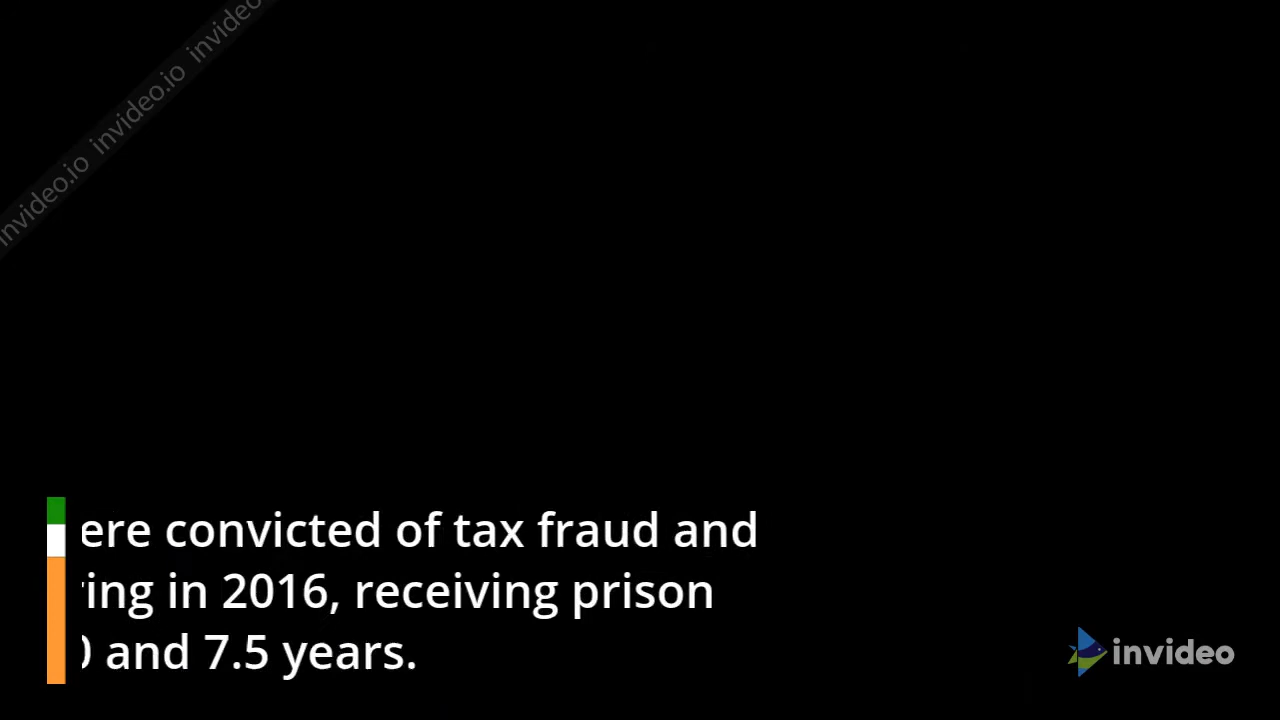 invideo.io invideo.io invideo
ere convicted of tax fraud and
ing in 2016, receiving prison
and 7.5 years.
invideo